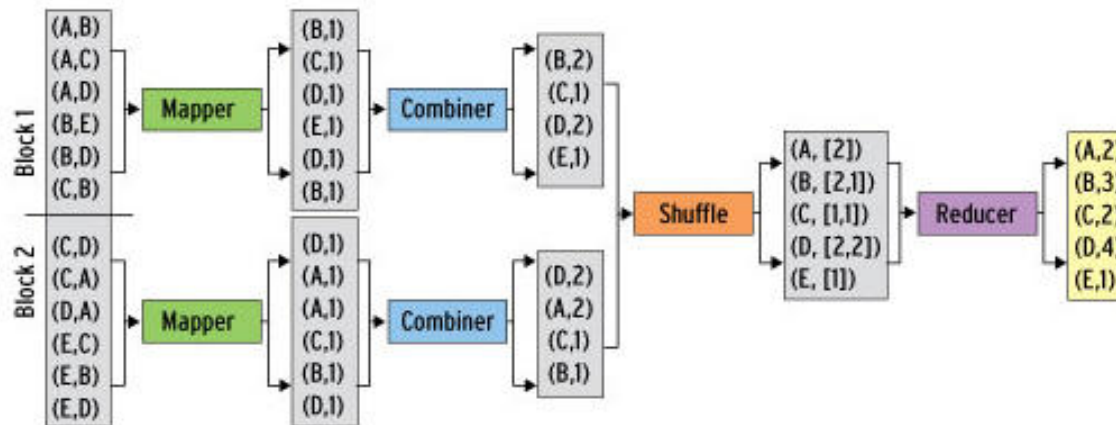 Block 1
(A,B)
(A,C)
(A,D)
(B,E)
(B,D)
(C,B)
Mapper
(B,1)
(C,1)
(D,1)
(E,1)
(D,1)
(B,1)
Combiner
(B,2)
(C,1)
(D,2)
(E,1)
Block 2
(C,D)
(C,A)
(D,A)
(E,C)
(E,B)
(E,D)
Mapper
(D,1)
(A,1)
(A,1)
(C,1)
(B,1)
(D,1)
Combiner
(D,2)
(A,2)
(C,1)
(B,1)
Shuffle
(A, [2])
(B, [2,1])
(C, [1,1])
(D, [2,2])
(E, [1])
Reducer
(A,2)
(B,3)
(C,2)
(D,4)
(E,1)